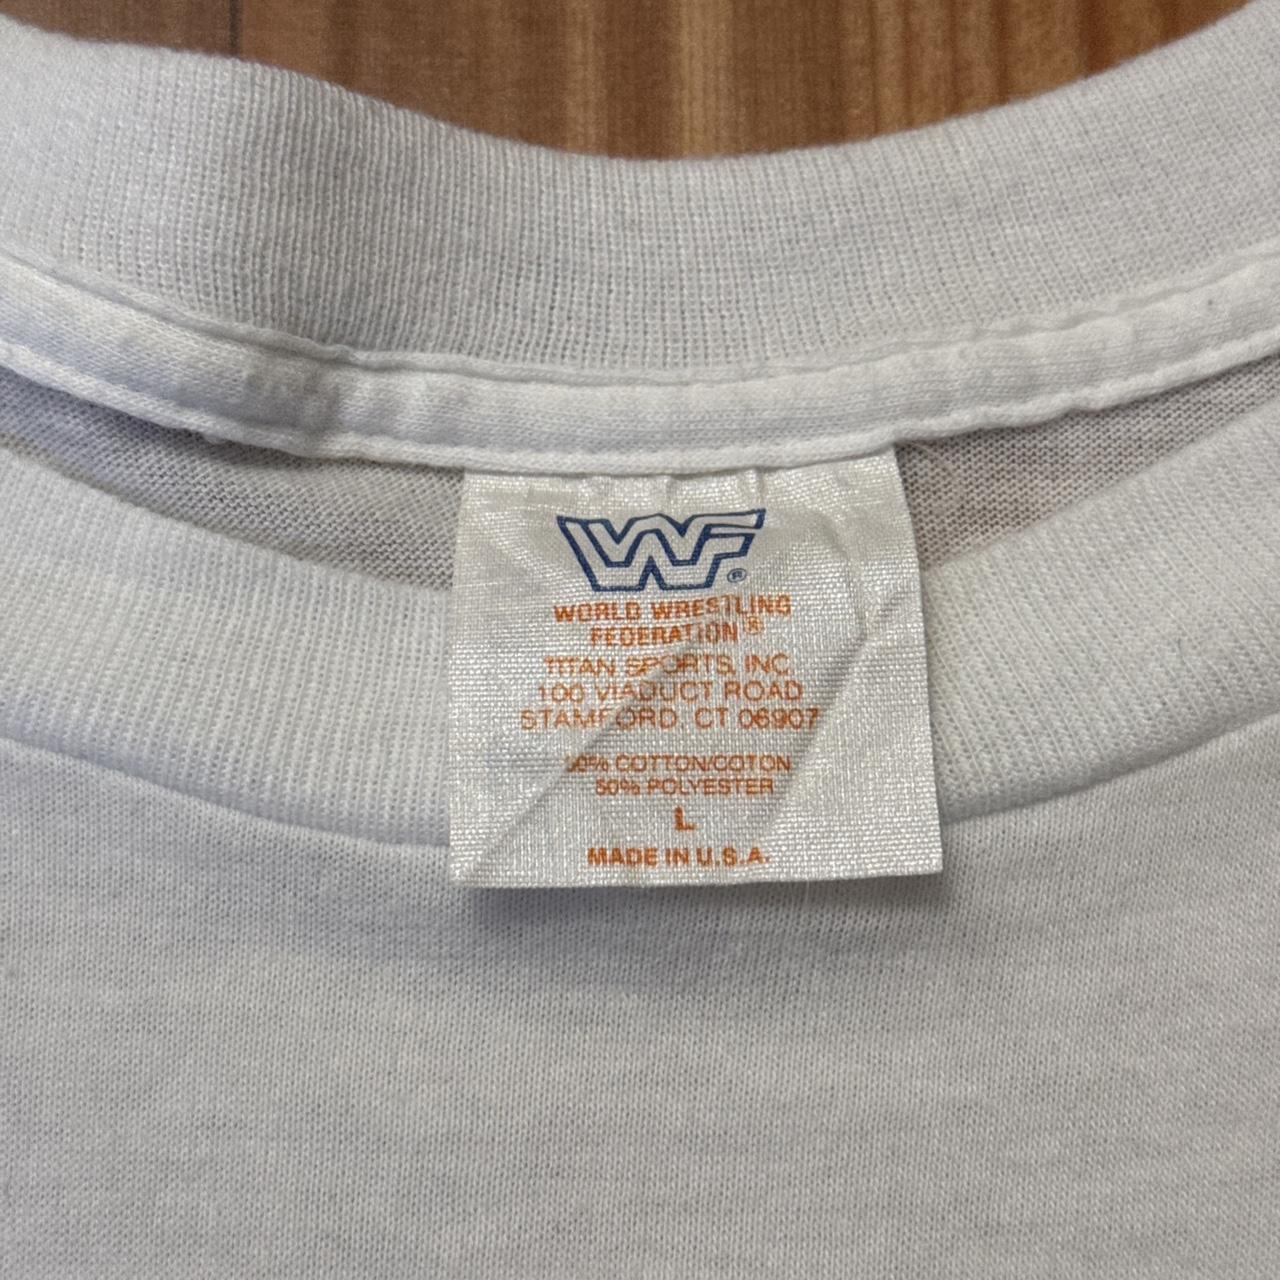 WF ®
WORLD WRESTLING
FEDERATION®
TITAN SPORTS, INC.
100 VIADUCT ROAD
STAMFORD, CT 06907
50% COTTON/COTON
50% POLYESTER
L
MADE IN U.S.A.